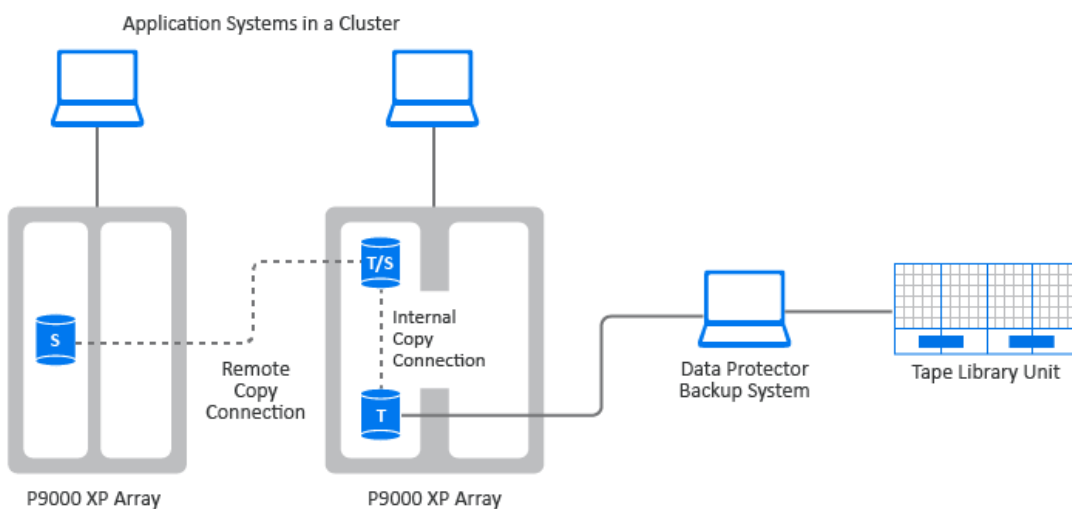 Application Systems in a Cluster
T/S
S
Internal
Copy
Connection
Remote
Copy
Connection
T
Data Protector
Backup System
Tape Library Unit
P9000 XP Array
P9000 XP Array